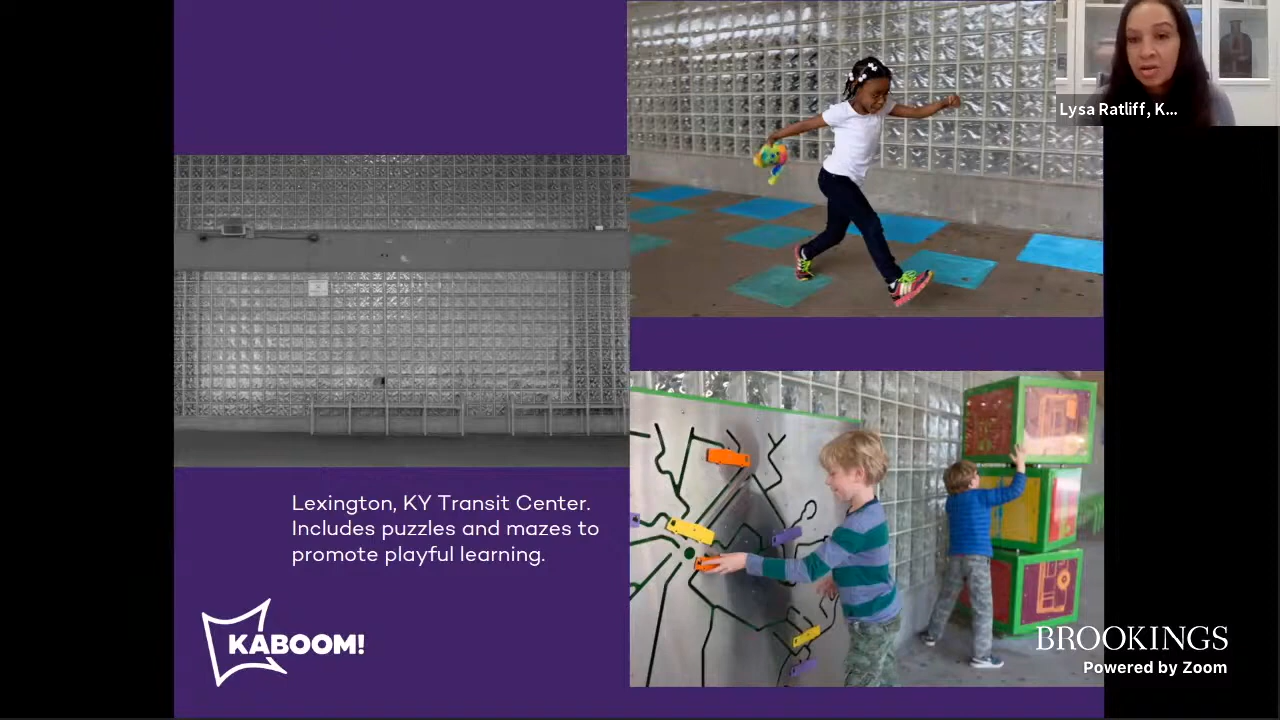 Lysa Ratliff, K...
Lexington, KY Transit Center.
Includes puzzles and mazes to
promote playful learning.
KABOOM!
BROOKINGS
Powered by Zoom